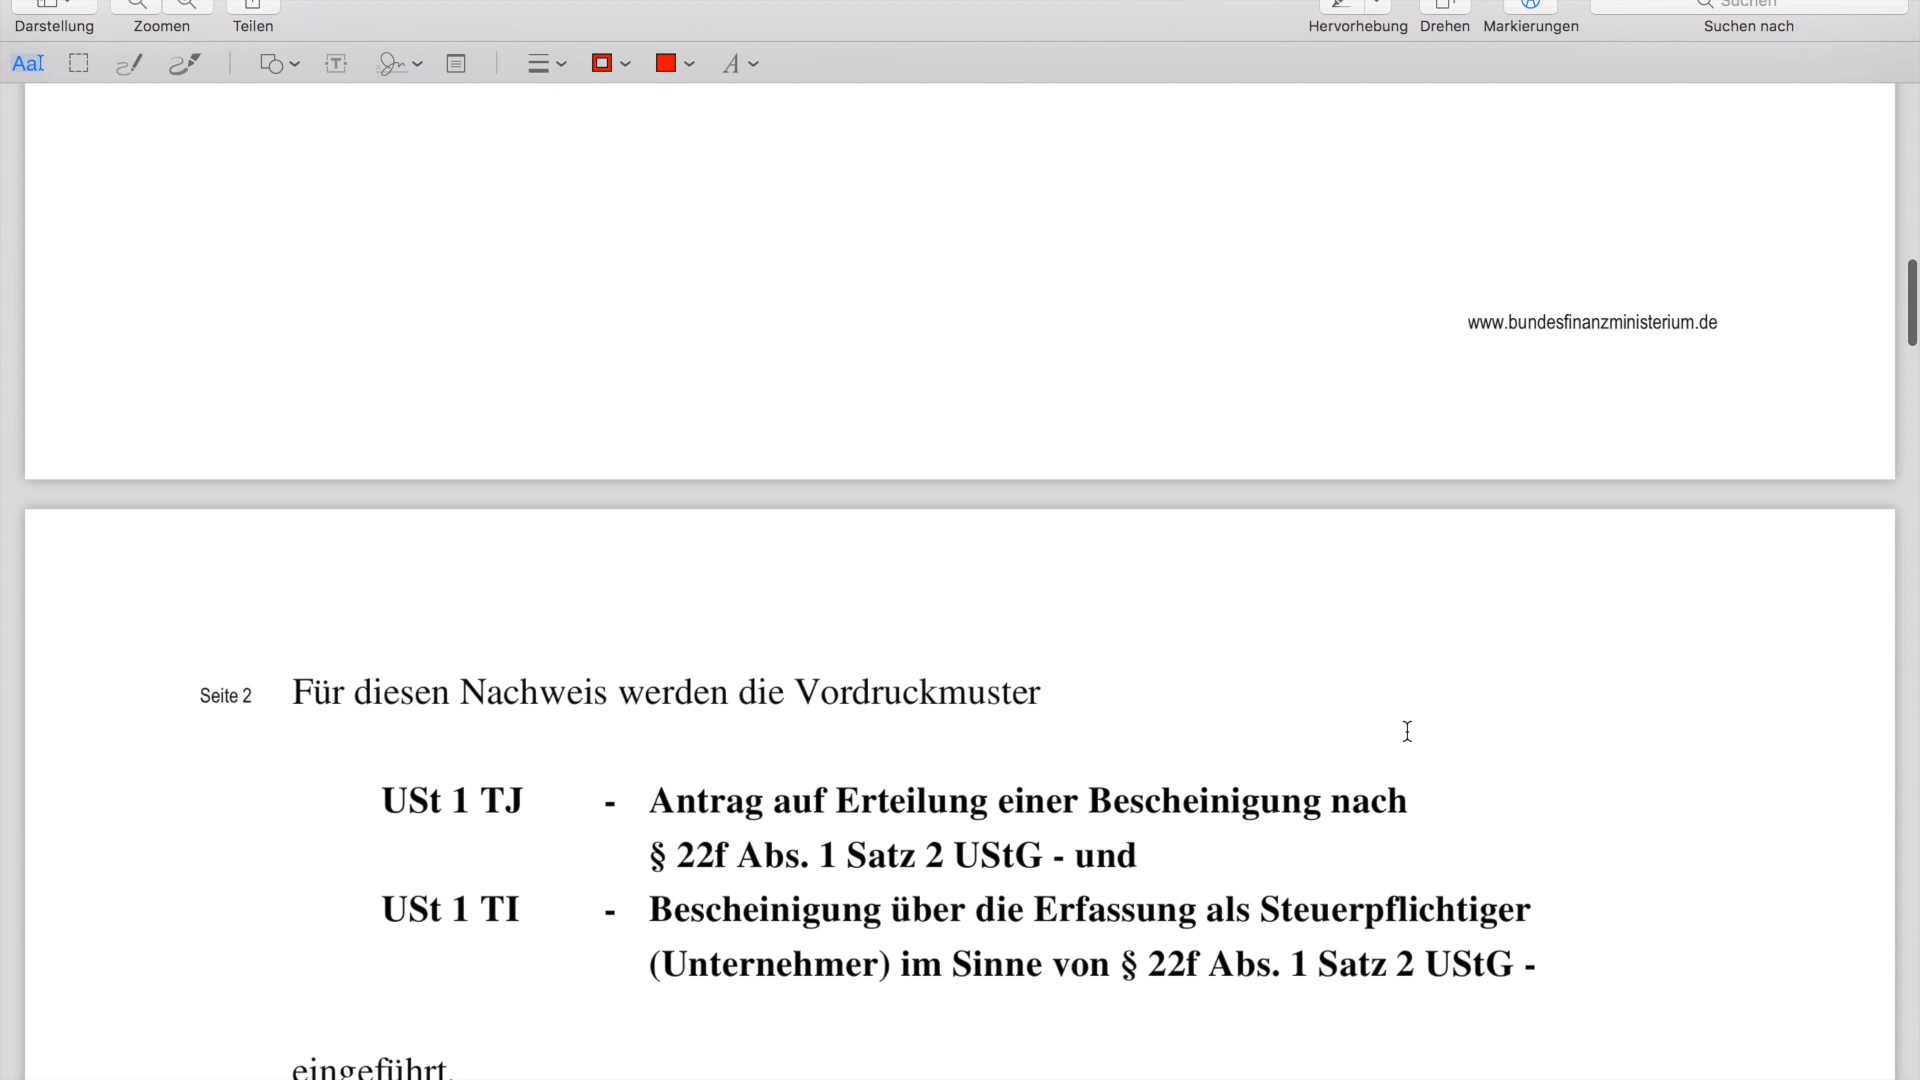 Suchen
Darstellung
Zoomen
Teilen
Hervorhebung
Drehen
Markierungen
Suchen nach
AaI
T
A
www.bundesfinanzministerium.de
Seite 2 Für diesen Nachweis werden die Vordruckmuster
USt 1 TJ - Antrag auf Erteilung einer Bescheinigung nach
§ 22f Abs. 1 Satz 2 UStG - und
USt 1 TI - Bescheinigung über die Erfassung als Steuerpflichtiger
(Unternehmer) im Sinne von § 22f Abs. 1 Satz 2 UStG -
eingeführt.